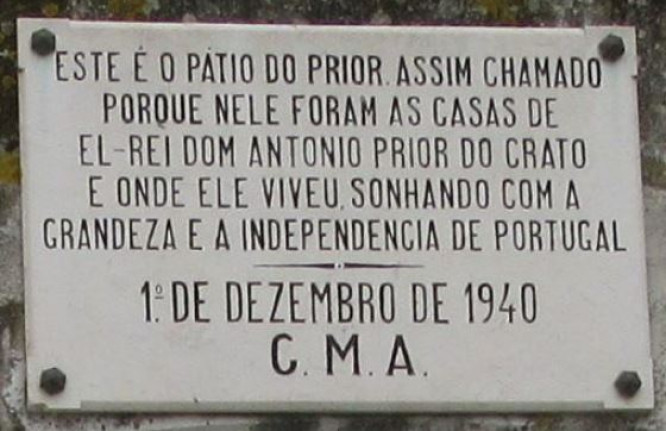 ESTE É O PÁTIO DO PRIOR. ASSIM CHAMADO
PORQUE NELE FORAM AS CASAS DE
EL-REI DOM ANTONIO PRIOR DO CRATO
E ONDE ELE VIVEU, SONHANDO COM A
GRANDEZA E A INDEPENDENCIA DE PORTUGAL
1.º DE DEZEMBRO DE 1940
C. M. A.